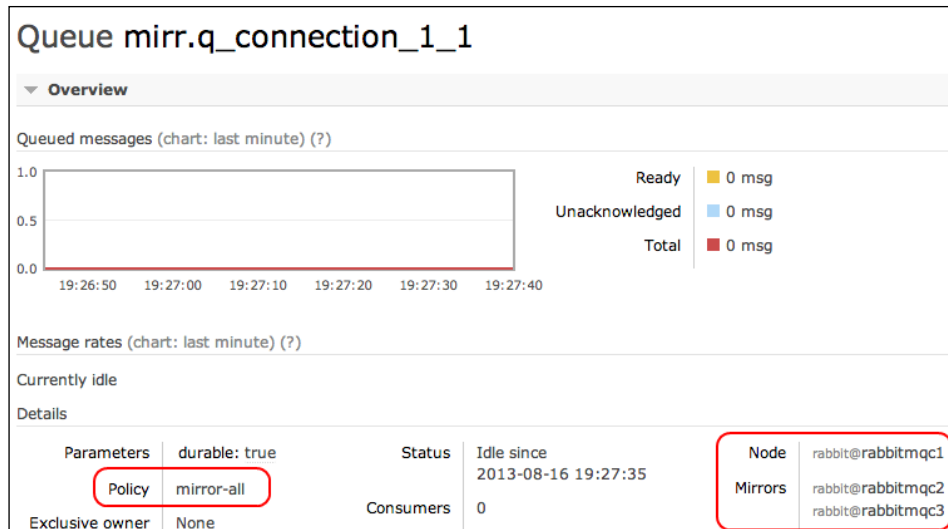 Queue mirr.q_connection_1_1
Overview
Queued messages (chart: last minute) (?)
1.0
0.5
0.0
19:26:50 19:27:00 19:27:10 19:27:20 19:27:30 19:27:40
Ready 0 msg
Unacknowledged 0 msg
Total 0 msg
Message rates (chart: last minute) (?)
Currently idle
Details
Parameters durable: true
Policy mirror-all
Exclusive owner None
Status Idle since
2013-08-16 19:27:35
Consumers 0
Node rabbit@rabbitmqc1
Mirrors rabbit@rabbitmqc2
rabbit@rabbitmqc3